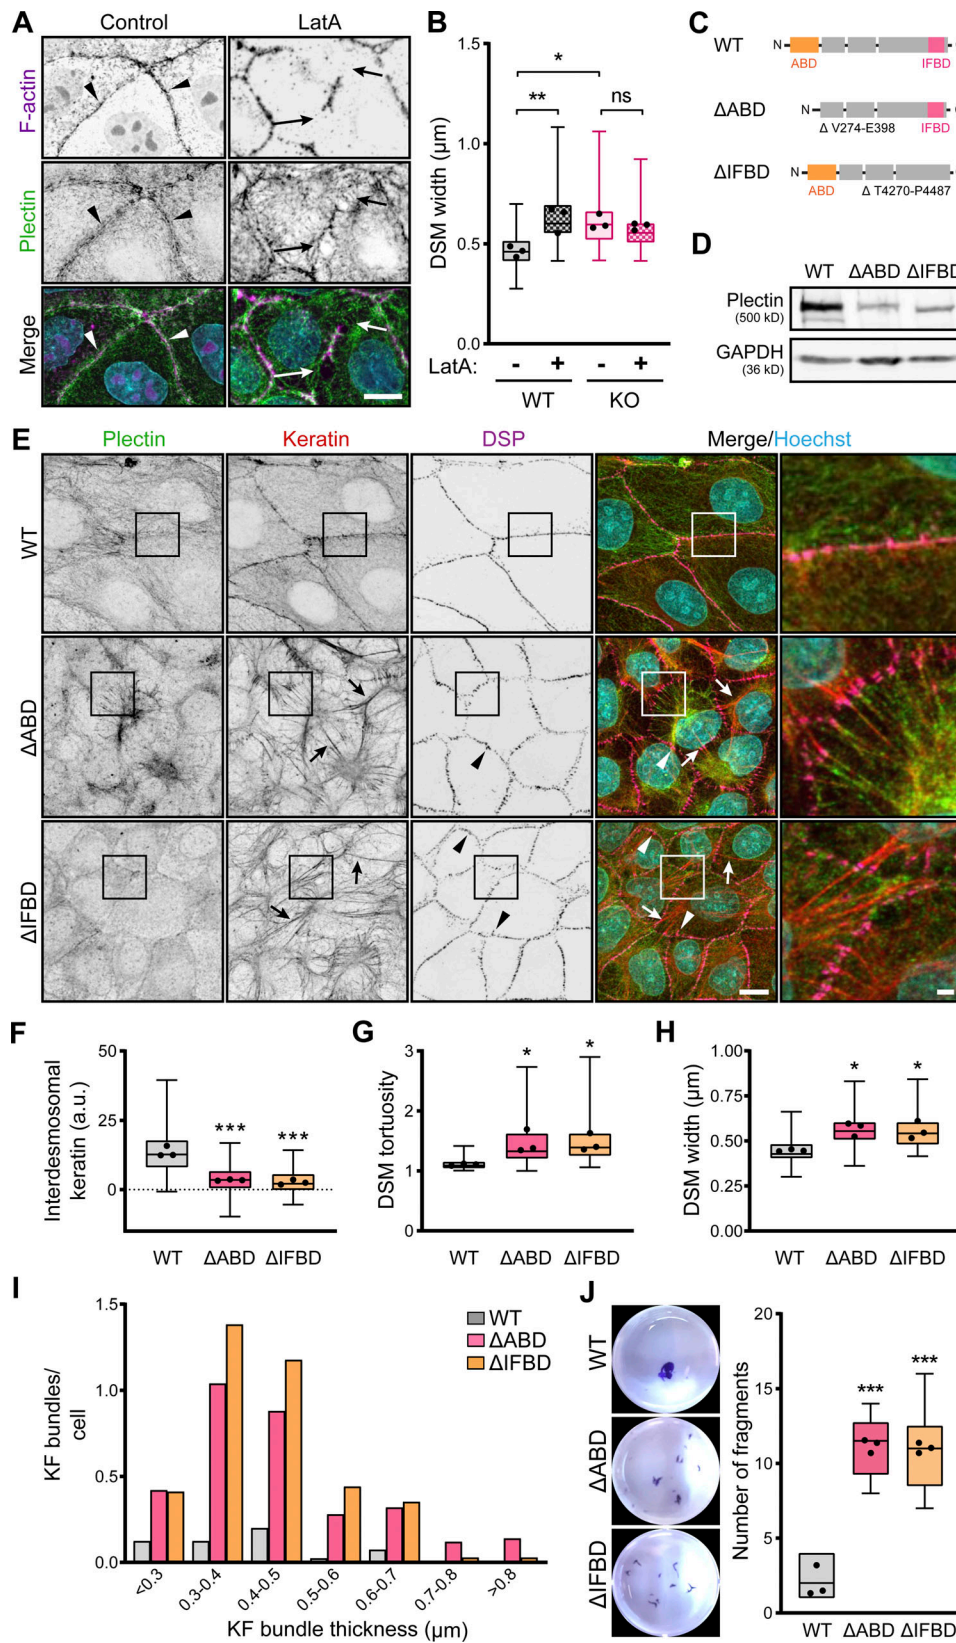 A
Control
LatA
F-actin
Plectin
Merge
B
DSM width (µm)
1.5
1.0
0.5
0.0
*
**
ns
LatA:
-
+
-
+
WT
KO
C
WT
N
ABD
IFBD
ΔABD
N
Δ V274-E398
IFBD
ΔIFBD
N
ABD
Δ T4270-P4487
D
WT
ΔABD
ΔIFBD
Plectin
(500 kD)
GAPDH
(36 kD)
E
Plectin
Keratin
DSP
Merge/Hoechst
WT
ΔABD
ΔIFBD
F
Interdesmosomal
keratin (a.u.)
50
25
0
***
***
WT
ΔABD
ΔIFBD
G
DSM tortuosity
3
2
1
0
*
*
WT
ΔABD
ΔIFBD
H
DSM width (µm)
1.00
0.75
0.50
0.25
0.00
*
*
WT
ΔABD
ΔIFBD
I
KF bundles/
cell
1.5
1.0
0.5
0.0
WT
ΔABD
ΔIFBD
<0.3
0.3-0.4
0.4-0.5
0.5-0.6
0.6-0.7
0.7-0.8
>0.8
KF bundle thickness (µm)
J
WT
ΔABD
ΔIFBD
Number of fragments
20
15
10
5
0
***
***
WT
ΔABD
ΔIFBD